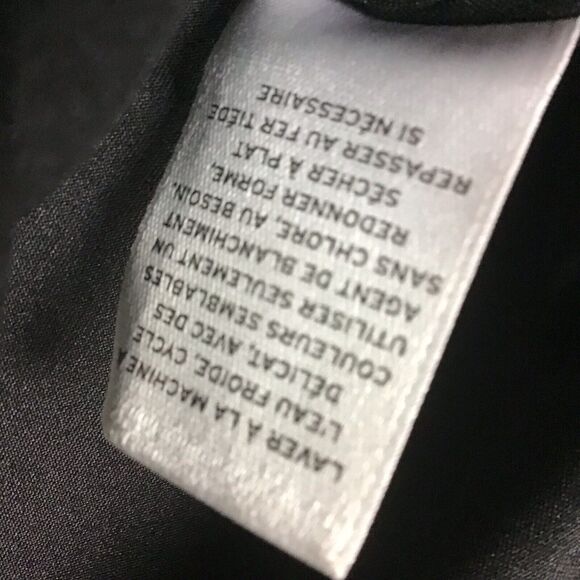 LAVER À LA MACHINE À
L'EAU FROIDE, CYCLE
DÉLICAT, AVEC DES
COULEURS SEMBLABLES
UTILISER SEULEMENT UN
AGENT DE BLANCHIMENT
SANS CHLORE, AU BESOIN.
REDONNER FORME,
SÉCHER À PLAT
REPASSER AU FER TIÉDE
SI NÉCESSAIRE